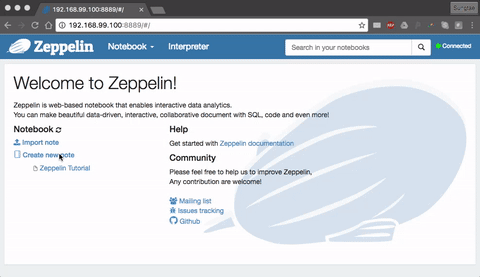 192.168.99.100:8889/#/
192.168.99.100:8889/#/
Zeppelin
Notebook
Interpreter
Search in your notebooks
Connected
Welcome to Zeppelin!
Zeppelin is web-based notebook that enables interactive data analytics.
You can make beautiful data-driven, interactive, collaborative document with SQL, code and even more!
Notebook
Import note
Create new note
Zeppelin Tutorial
Help
Get started with Zeppelin documentation
Community
Please feel free to help us to improve Zeppelin,
Any contribution are welcome!
Mailing list
Issues tracking
Github